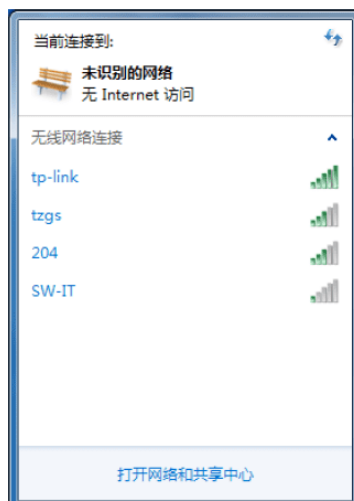 当前连接到:
未识别的网络
无 Internet 访问
无线网络连接
tp-link
tzgs
204
SW-IT
打开网络和共享中心